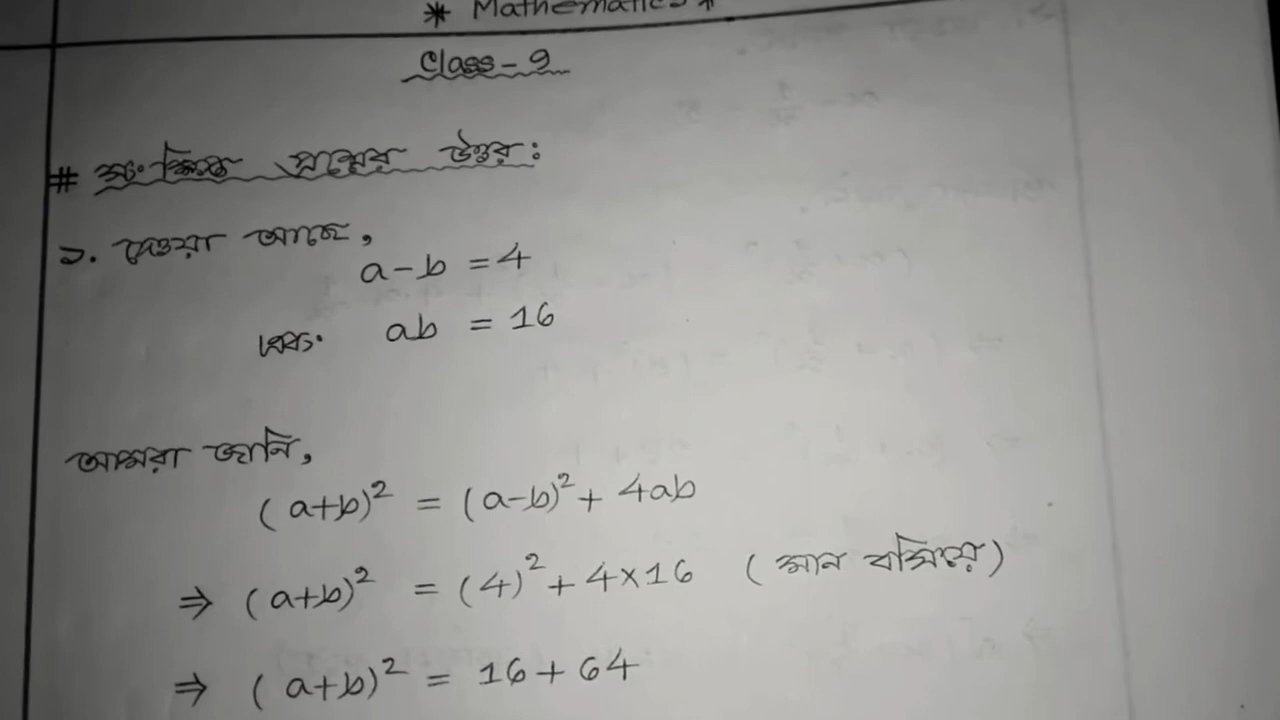 * Mathematics *
Class - 9
# সংক্ষিপ্ত প্রশ্নের উত্তর:
১. দেওয়া আছে,
a-b = 4
এবং ab = 16
আমরা জানি,
(a+b)² = (a-b)² + 4ab
⇒ (a+b)² = (4)² + 4×16 (মান বসিয়ে)
⇒ (a+b)² = 16 + 64